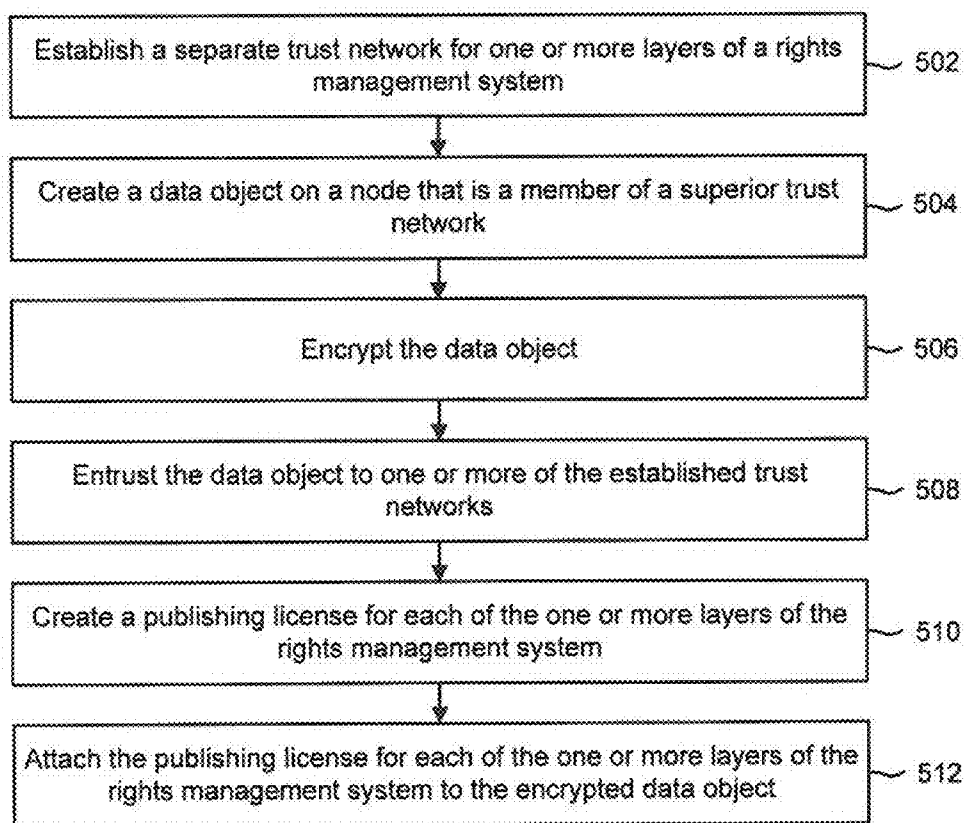 Establish a separate trust network for one or more layers of a rights
management system
502
Create a data object on a node that is a member of a superior trust
network
504
Encrypt the data object
506
Entrust the data object to one or more of the established trust
networks
508
Create a publishing license for each of the one or more layers of the
rights management system
510
Attach the publishing license for each of the one or more layers of the
rights management system to the encrypted data object
512